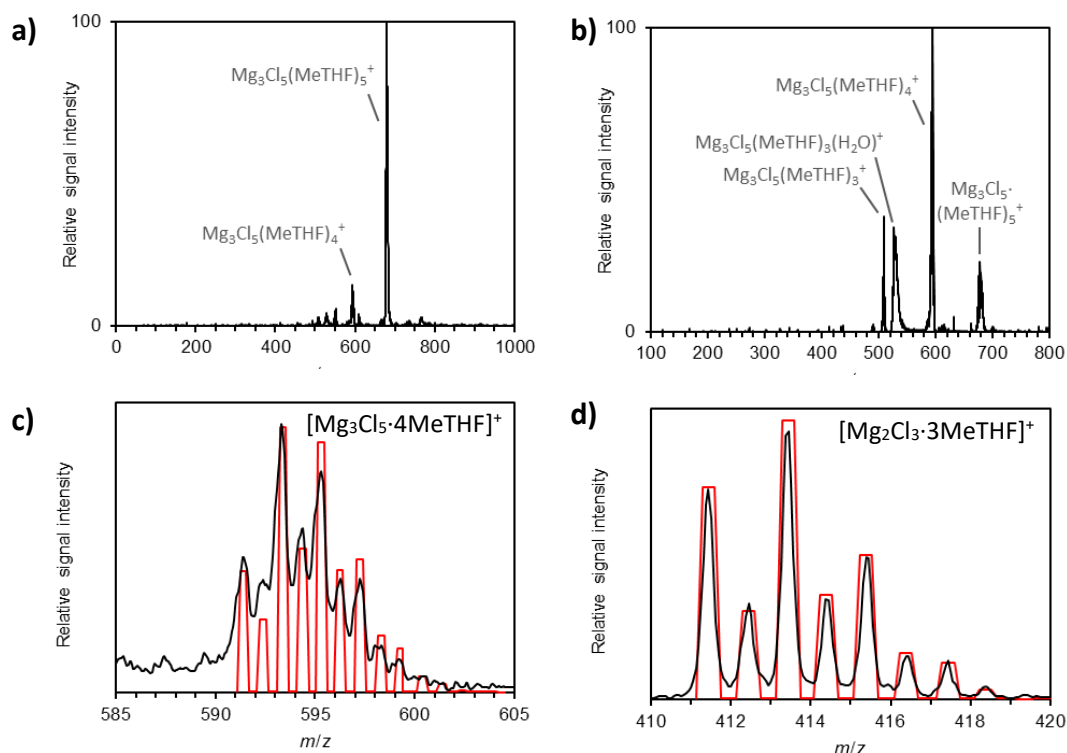 a)
100
0
Relative signal intensity
Mg₃Cl₅(MeTHF)₅⁺
Mg₃Cl₅(MeTHF)₄⁺
0 200 400 600 800 1000
b)
100
0
Relative signal intensity
Mg₃Cl₅(MeTHF)₄⁺
Mg₃Cl₅(MeTHF)₃(H₂O)⁺
Mg₃Cl₅(MeTHF)₃⁺
Mg₃Cl₅·
(MeTHF)₅⁺
100 200 300 400 500 600 700 800
c)
[Mg₃Cl₅·4MeTHF]⁺
Relative signal intensity
585 590 595 600 605
m/z
d)
[Mg₂Cl₃·3MeTHF]⁺
Relative signal intensity
410 412 414 416 418 420
m/z